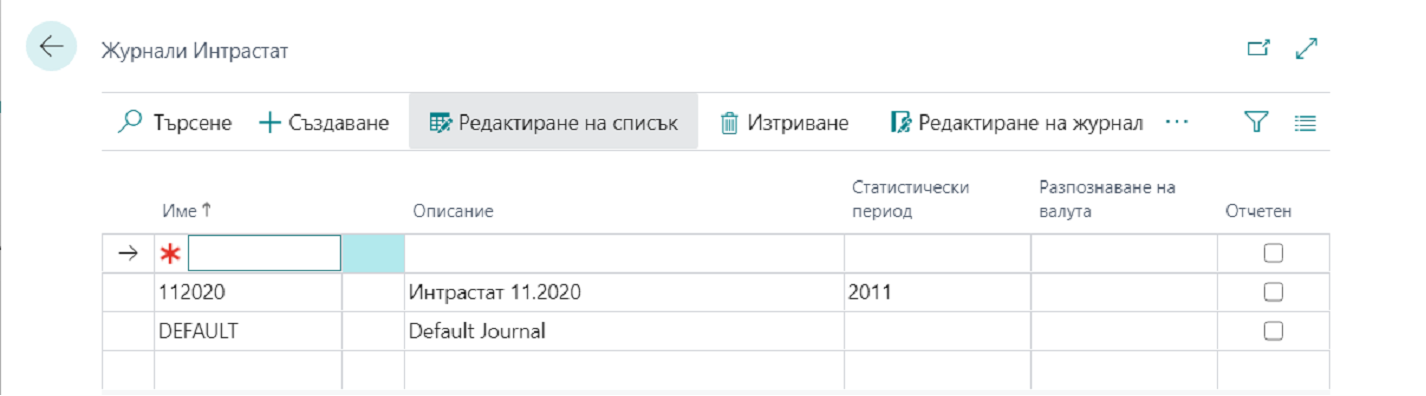 Журнали Интрастат
Търсене Създаване Редактиране на списък Изтриване Редактиране на журнал ...
Име ↑ Описание Статистически период Разпознаване на валута Отчетен
*
112020 Интрастат 11.2020 2011
DEFAULT Default Journal